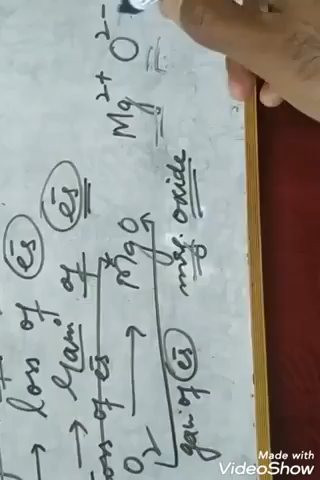 → loss of es
→ Gain of es
loss of es
O2 → MgO Mg2+ O2-
gain of es mg. oxide
Made with
VideoShow